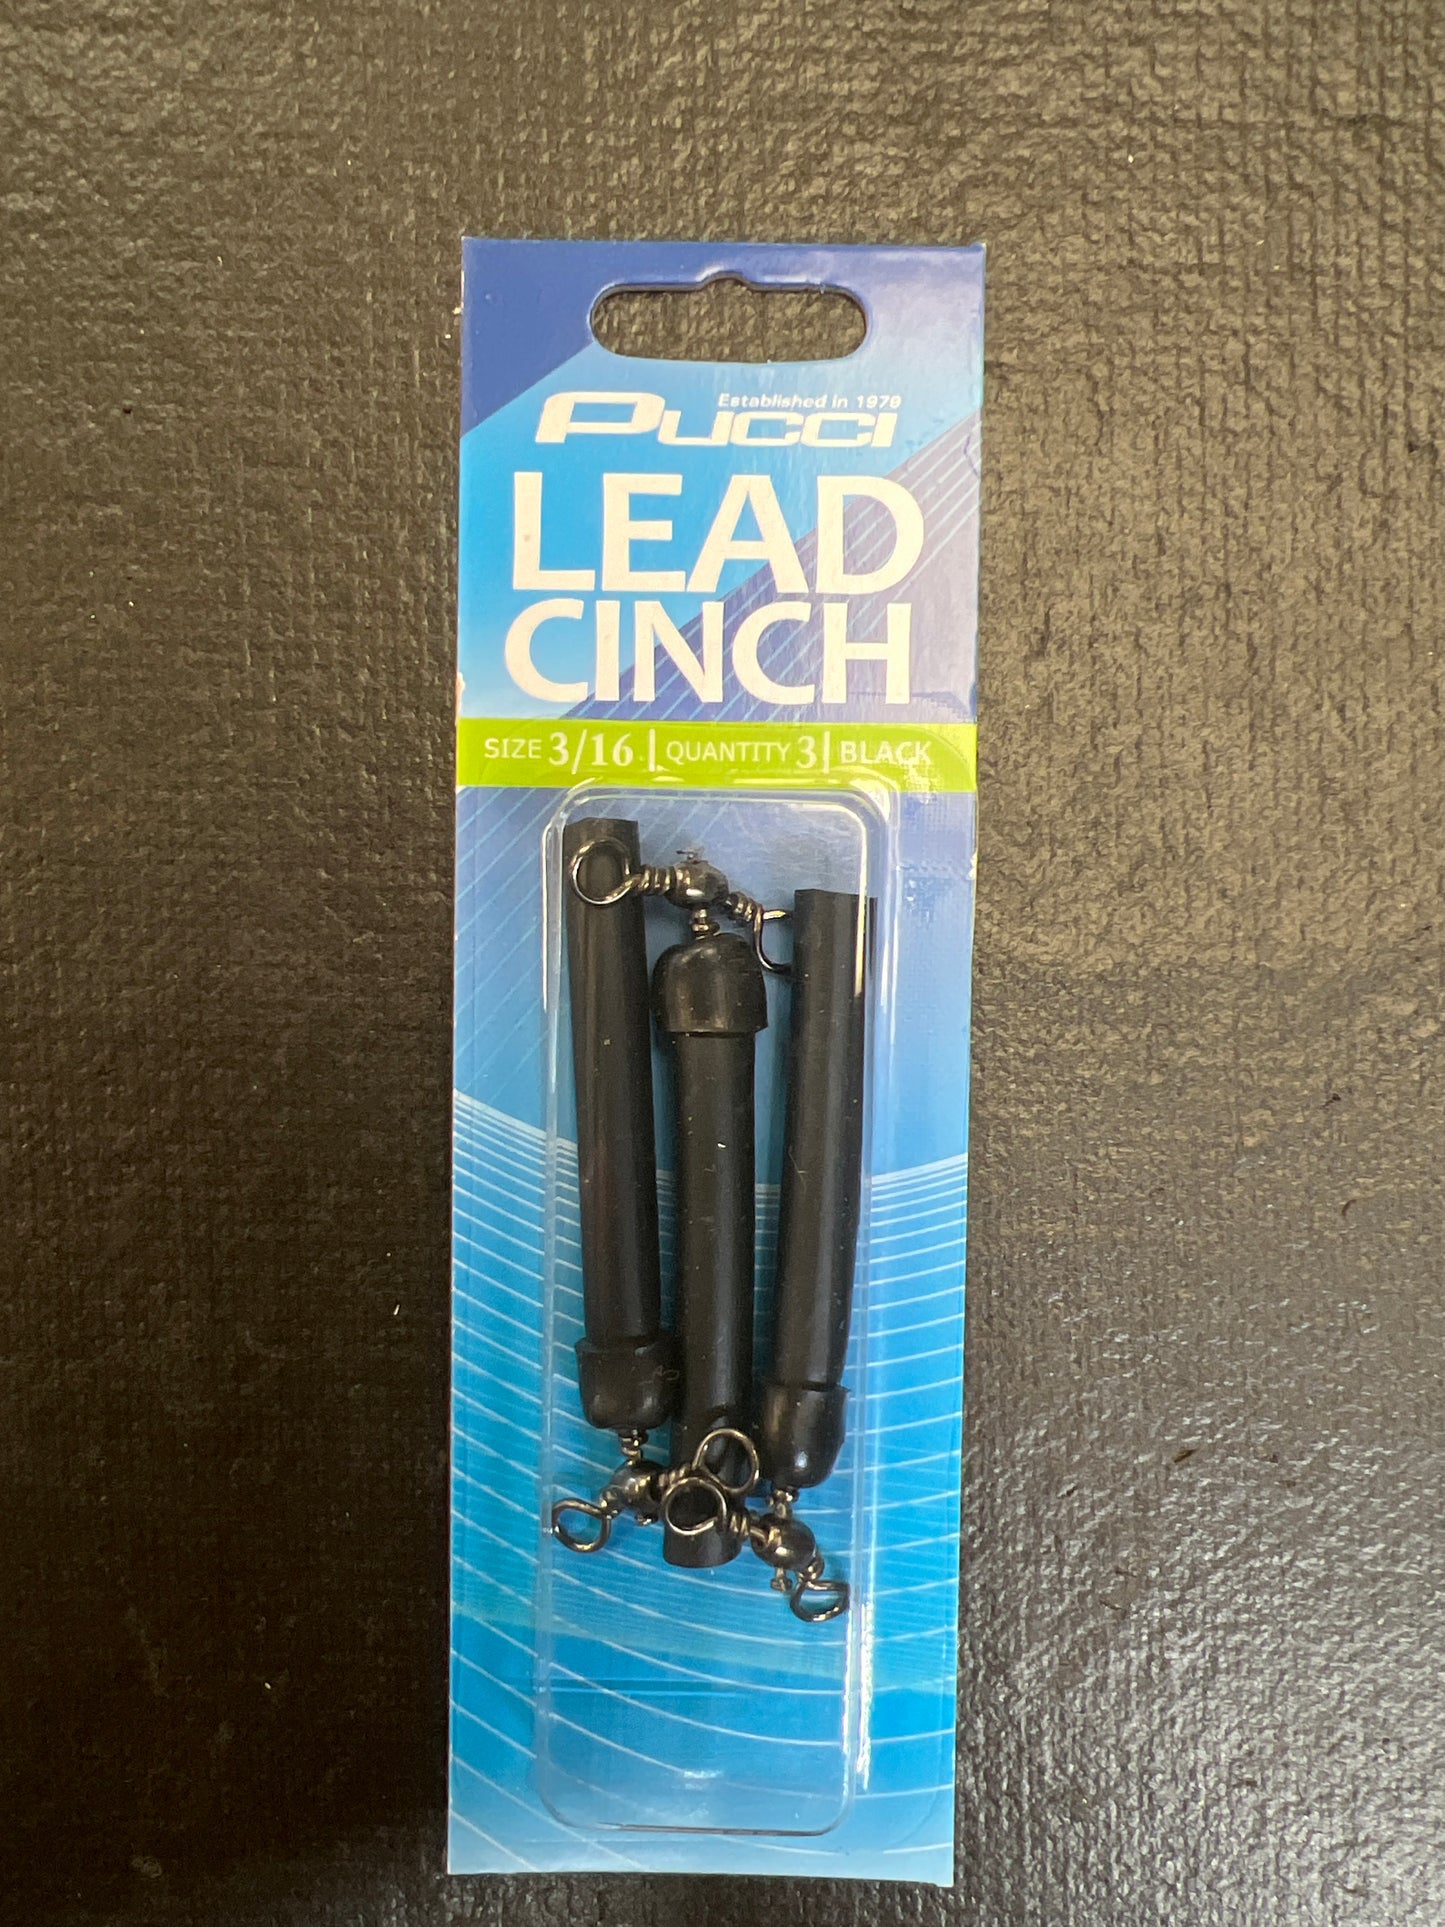 Established in 1979
Pucci
LEAD
CINCH
SIZE 3/16 | QUANTITY 3 | BLACK